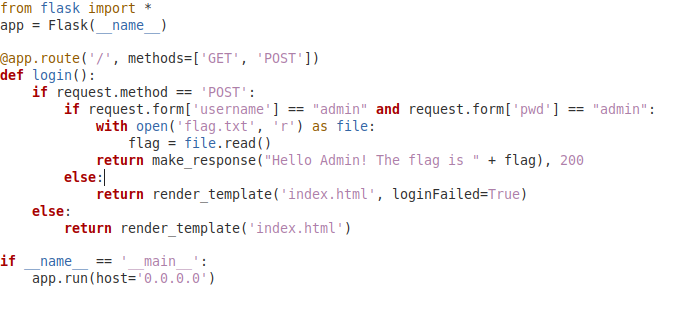 from flask import *
app = Flask(__name__)
@app.route('/', methods=['GET', 'POST'])
def login():
    if request.method == 'POST':
        if request.form['username'] == "admin" and request.form['pwd'] == "admin":
            with open('flag.txt', 'r') as file:
                flag = file.read()
            return make_response("Hello Admin! The flag is " + flag), 200
        else:
            return render_template('index.html', loginFailed=True)
    else:
        return render_template('index.html')
if __name__ == '__main__':
    app.run(host='0.0.0.0')